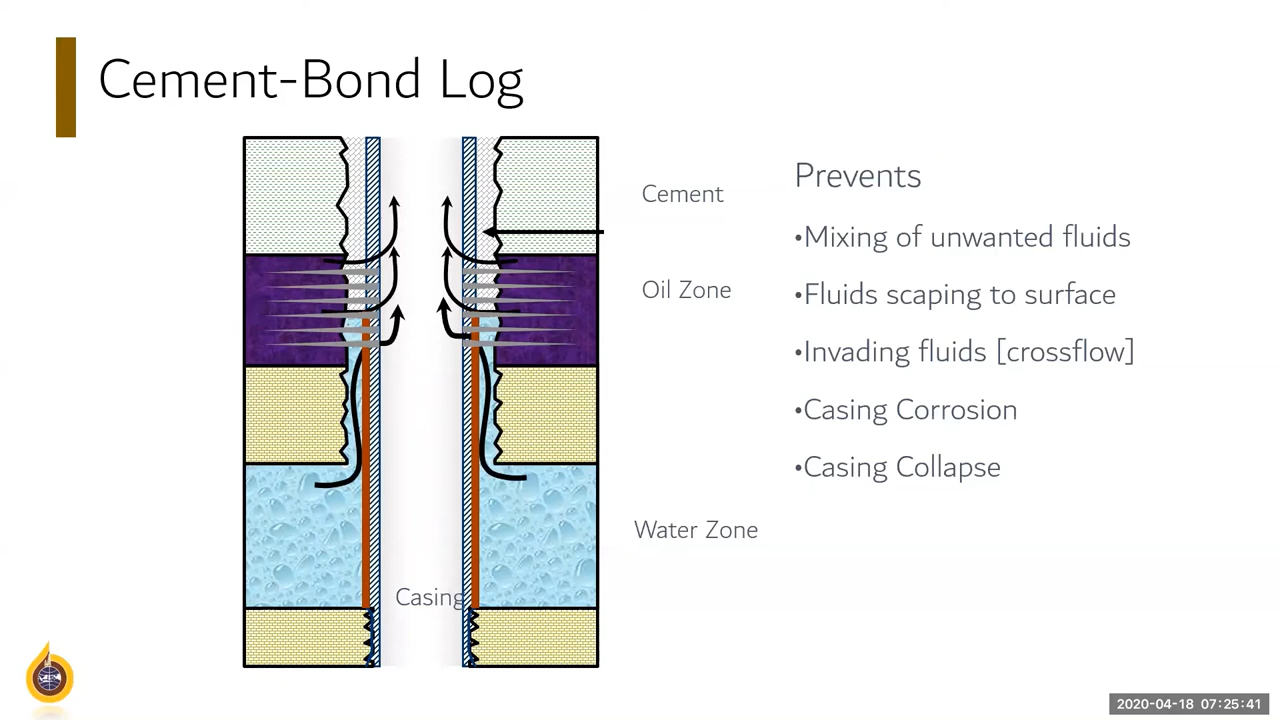 Cement-Bond Log
Cement
Oil Zone
Water Zone
Casing
Prevents
•Mixing of unwanted fluids
•Fluids scaping to surface
•Invading fluids [crossflow]
•Casing Corrosion
•Casing Collapse
2020-04-18 07:25:41